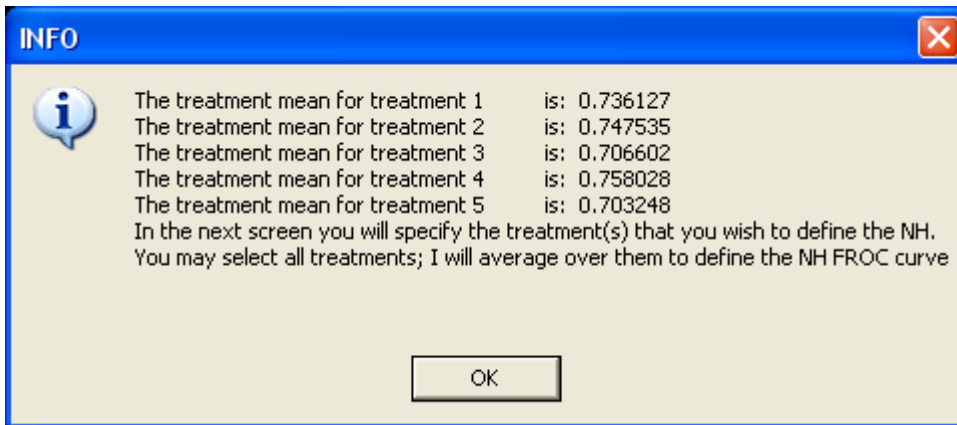 INFO
The treatment mean for treatment 1 is: 0.736127
The treatment mean for treatment 2 is: 0.747535
The treatment mean for treatment 3 is: 0.706602
The treatment mean for treatment 4 is: 0.758028
The treatment mean for treatment 5 is: 0.703248
In the next screen you will specify the treatment(s) that you wish to define the NH.
You may select all treatments; I will average over them to define the NH FROC curve
OK